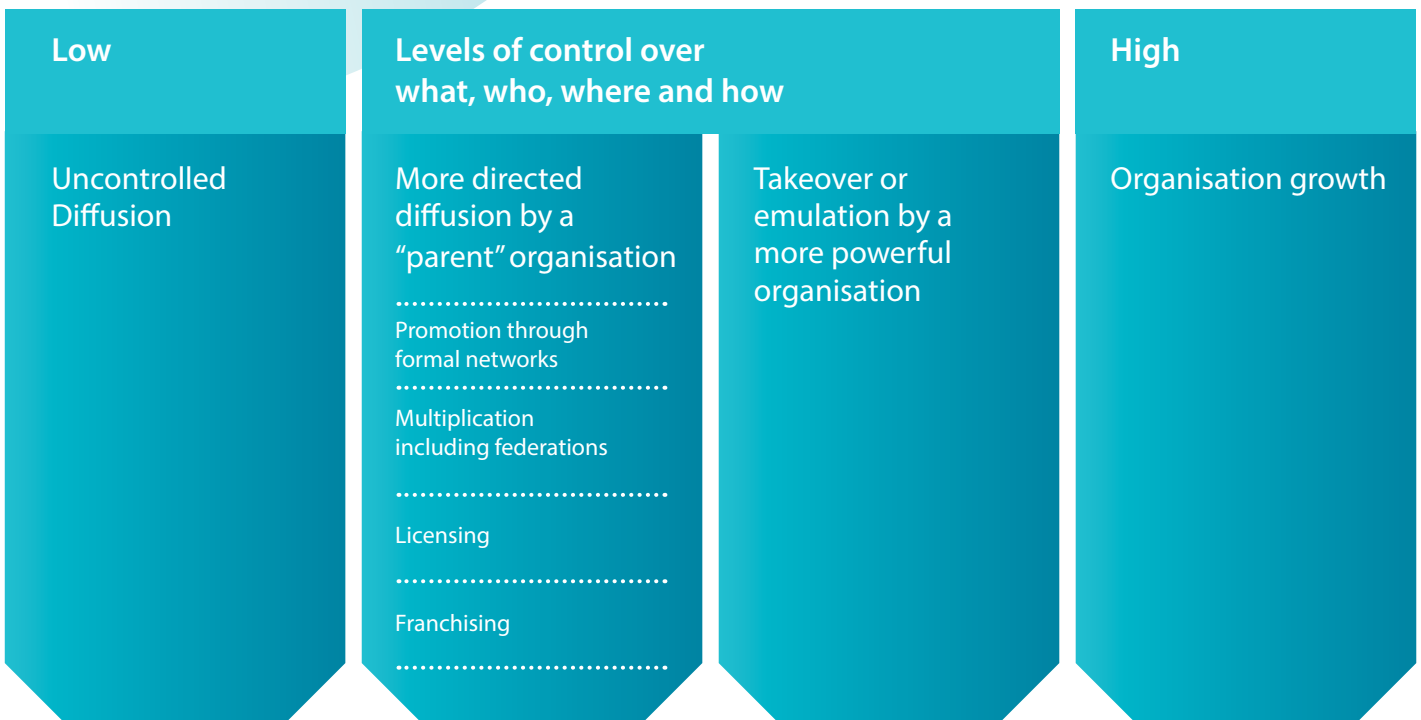 Low
Levels of control over
what, who, where and how
High
Uncontrolled
Diffusion
More directed
diffusion by a
“parent” organisation
Promotion through
formal networks
Multiplication
including federations
Licensing
Franchising
Takeover or
emulation by a
more powerful
organisation
Organisation growth